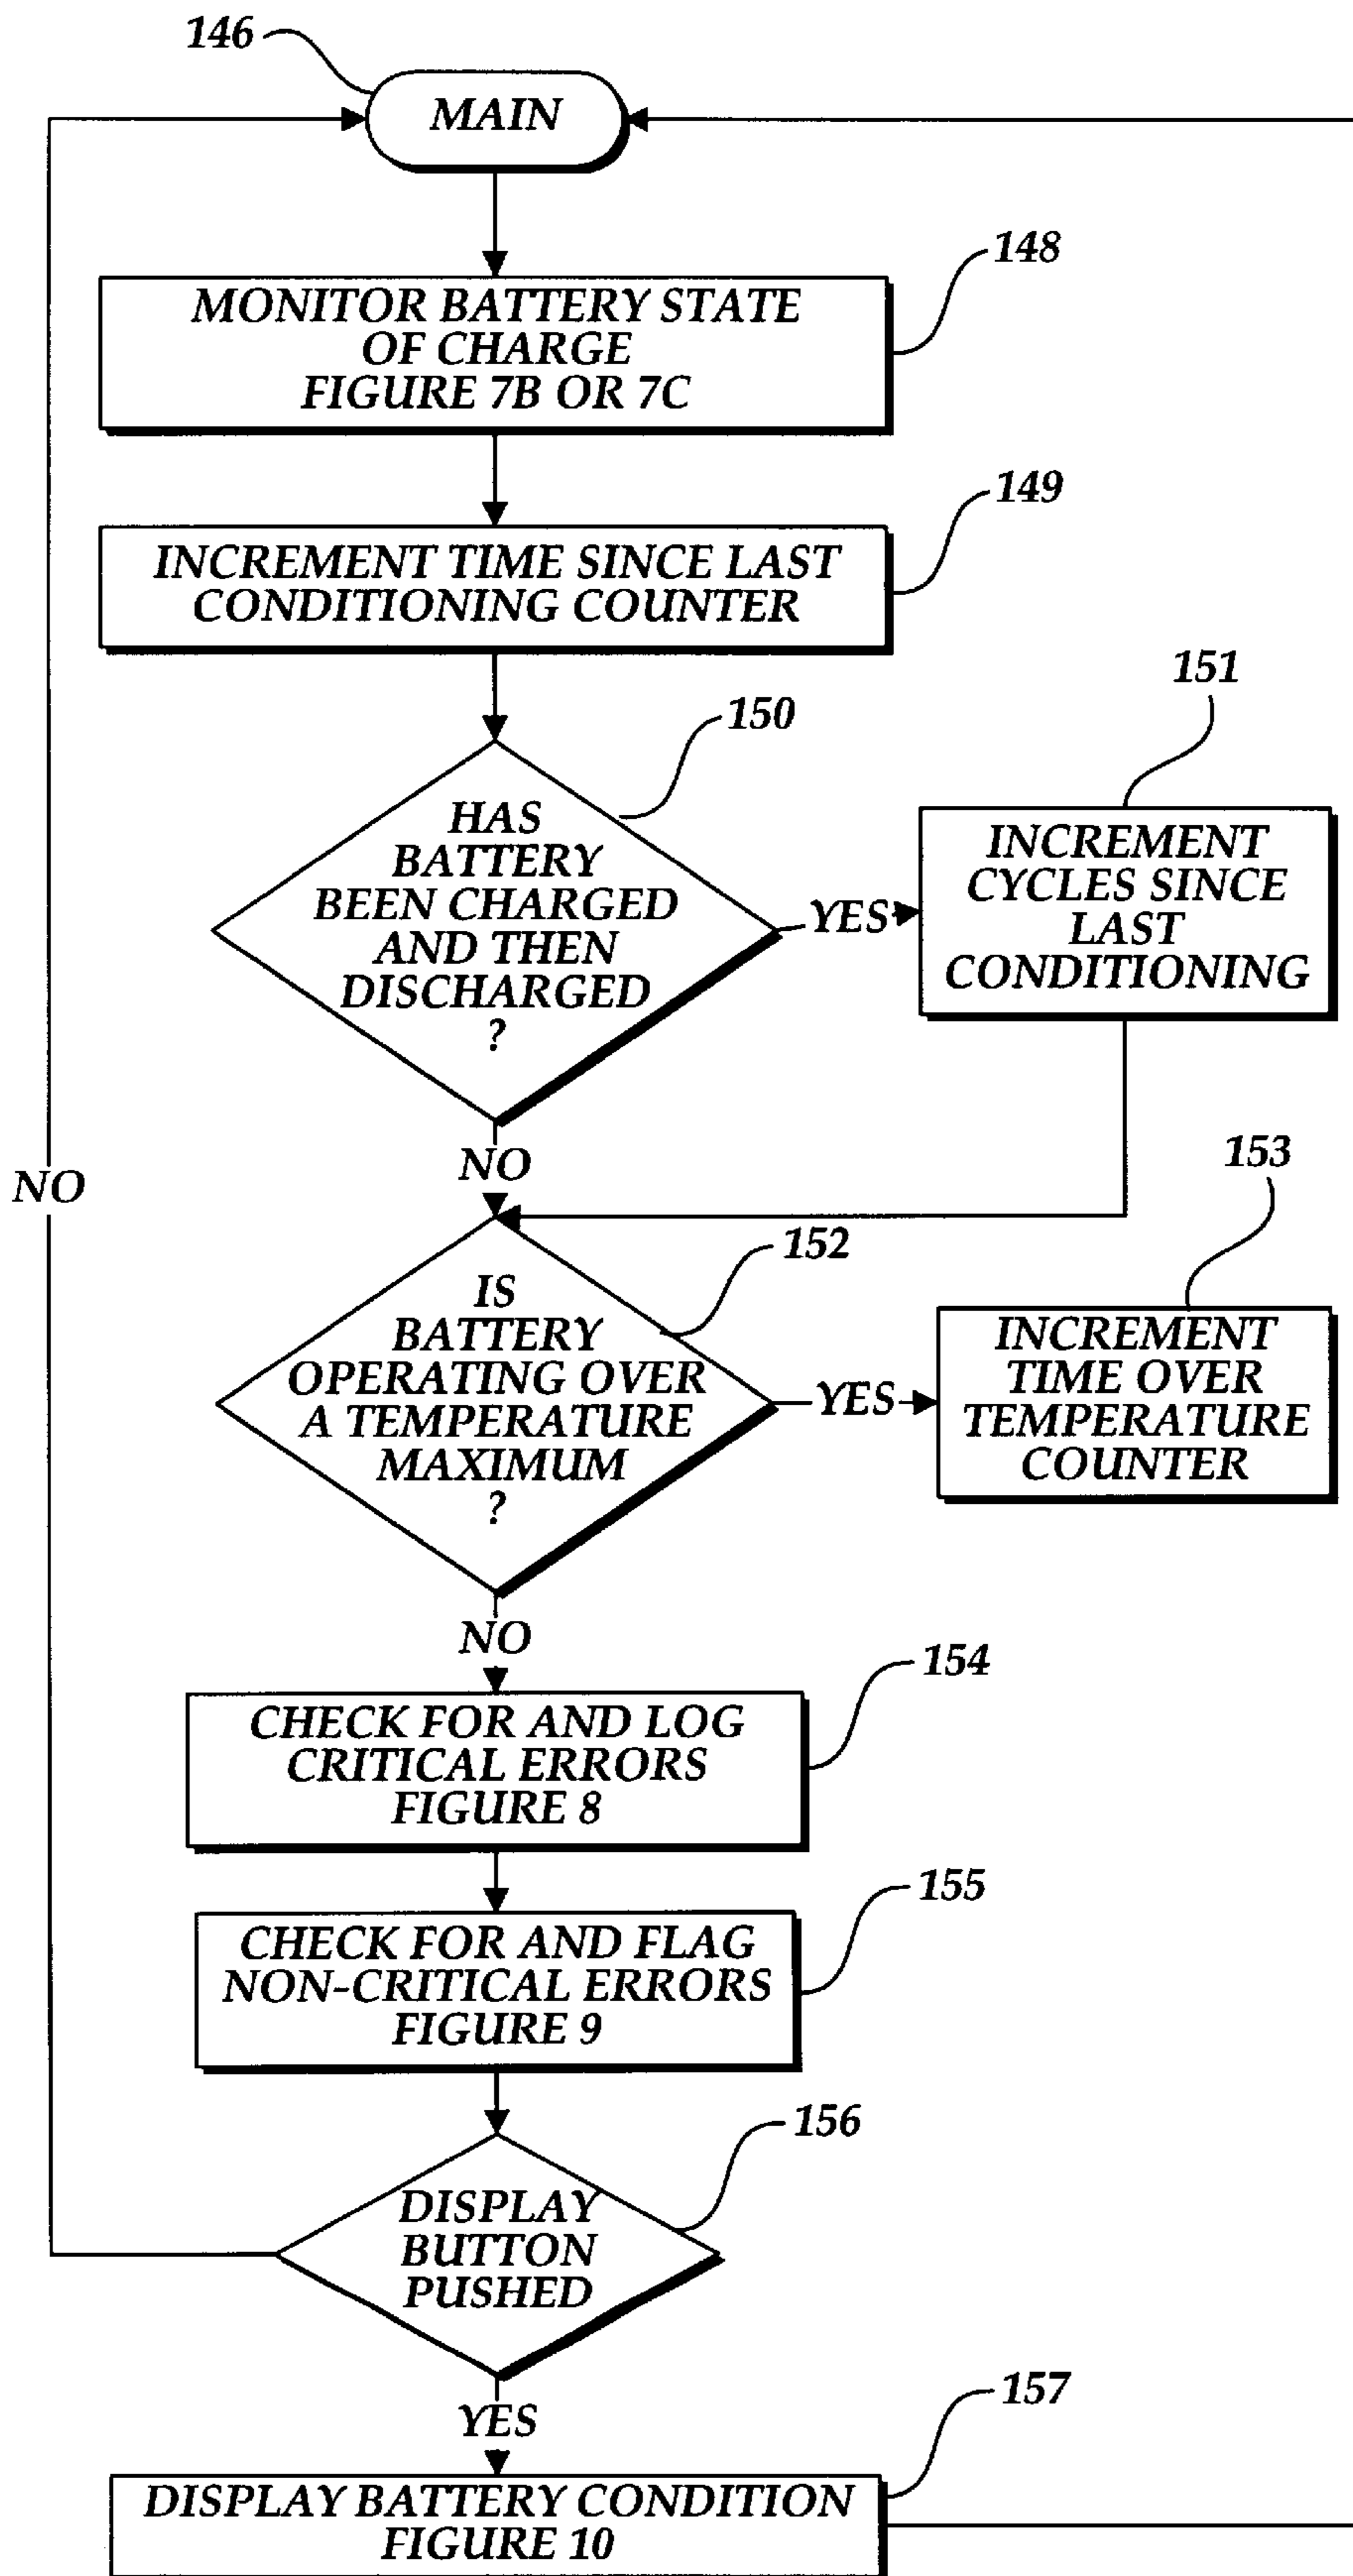 146
MAIN
148
MONITOR BATTERY STATE
OF CHARGE
FIGURE 7B OR 7C
149
INCREMENT TIME SINCE LAST
CONDITIONING COUNTER
150
HAS
BATTERY
BEEN CHARGED
AND THEN
DISCHARGED
?
YES
151
INCREMENT
CYCLES SINCE
LAST
CONDITIONING
NO
NO
152
IS
BATTERY
OPERATING OVER
A TEMPERATURE
MAXIMUM
?
YES
153
INCREMENT
TIME OVER
TEMPERATURE
COUNTER
NO
154
CHECK FOR AND LOG
CRITICAL ERRORS
FIGURE 8
155
CHECK FOR AND FLAG
NON-CRITICAL ERRORS
FIGURE 9
156
DISPLAY
BUTTON
PUSHED
YES
157
DISPLAY BATTERY CONDITION
FIGURE 10